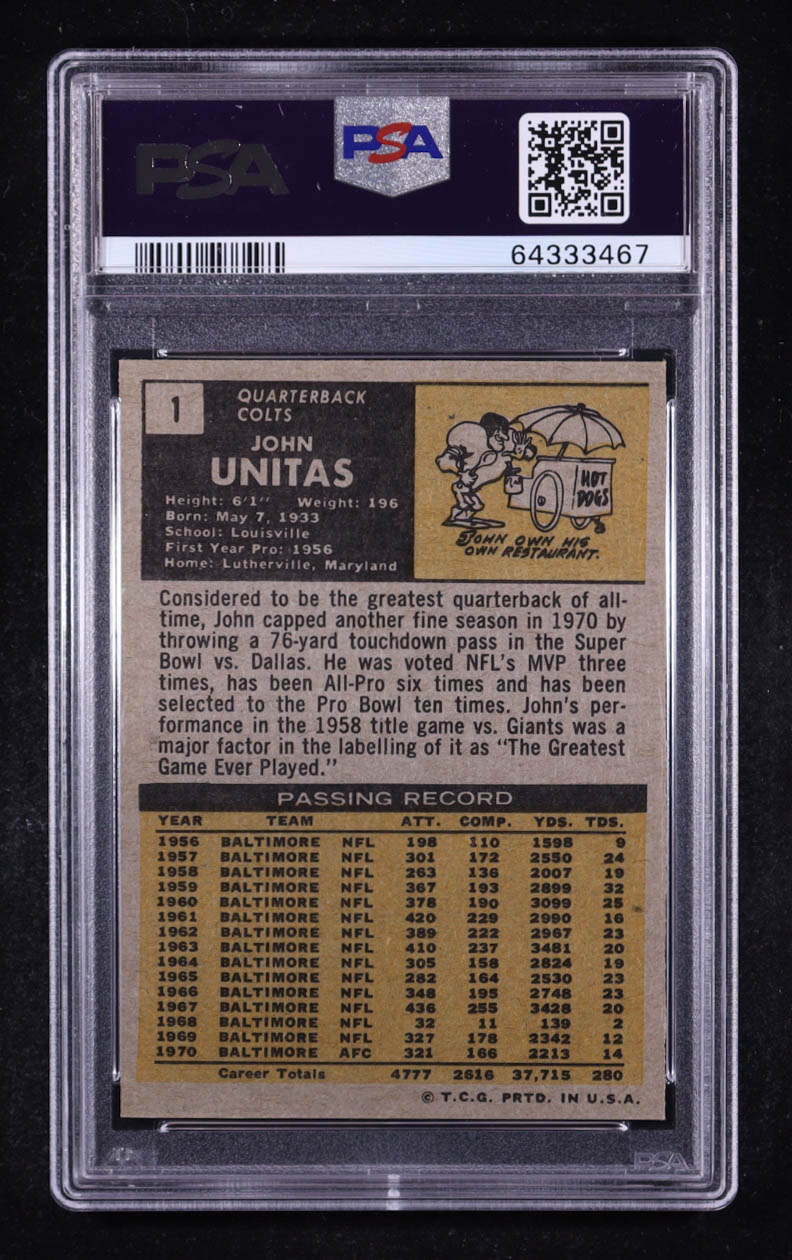 PSA
PSA
64333467
1
QUARTERBACK
COLTS
JOHN
UNITAS
Height: 6'1" Weight: 196
Born: May 7, 1933
School: Louisville
First Year Pro: 1956
Home: Lutherville, Maryland
HOT
DOGS
JOHN OWN HIS
OWN RESTAURANT.
Considered to be the greatest quarterback of all-
time, John capped another fine season in 1970 by
throwing a 76-yard touchdown pass in the Super
Bowl vs. Dallas. He was voted NFL's MVP three
times, has been All-Pro six times and has been
selected to the Pro Bowl ten times. John's per-
formance in the 1958 title game vs. Giants was a
major factor in the labelling of it as "The Greatest
Game Ever Played."
PASSING RECORD
YEAR TEAM ATT. COMP. YDS. TDS.
1956 BALTIMORE NFL 198 110 1598 9
1957 BALTIMORE NFL 301 172 2550 24
1958 BALTIMORE NFL 263 136 2007 19
1959 BALTIMORE NFL 367 193 2899 32
1960 BALTIMORE NFL 378 190 3099 25
1961 BALTIMORE NFL 420 229 2990 16
1962 BALTIMORE NFL 389 222 2967 23
1963 BALTIMORE NFL 410 237 3481 20
1964 BALTIMORE NFL 305 158 2824 19
1965 BALTIMORE NFL 282 164 2530 23
1966 BALTIMORE NFL 348 195 2748 23
1967 BALTIMORE NFL 436 255 3428 20
1968 BALTIMORE NFL 32 11 139 2
1969 BALTIMORE NFL 327 178 2342 12
1970 BALTIMORE AFC 321 166 2213 14
Career Totals 4777 2616 37,715 280
© T.C.G. PRTD. IN U.S.A.
PSA